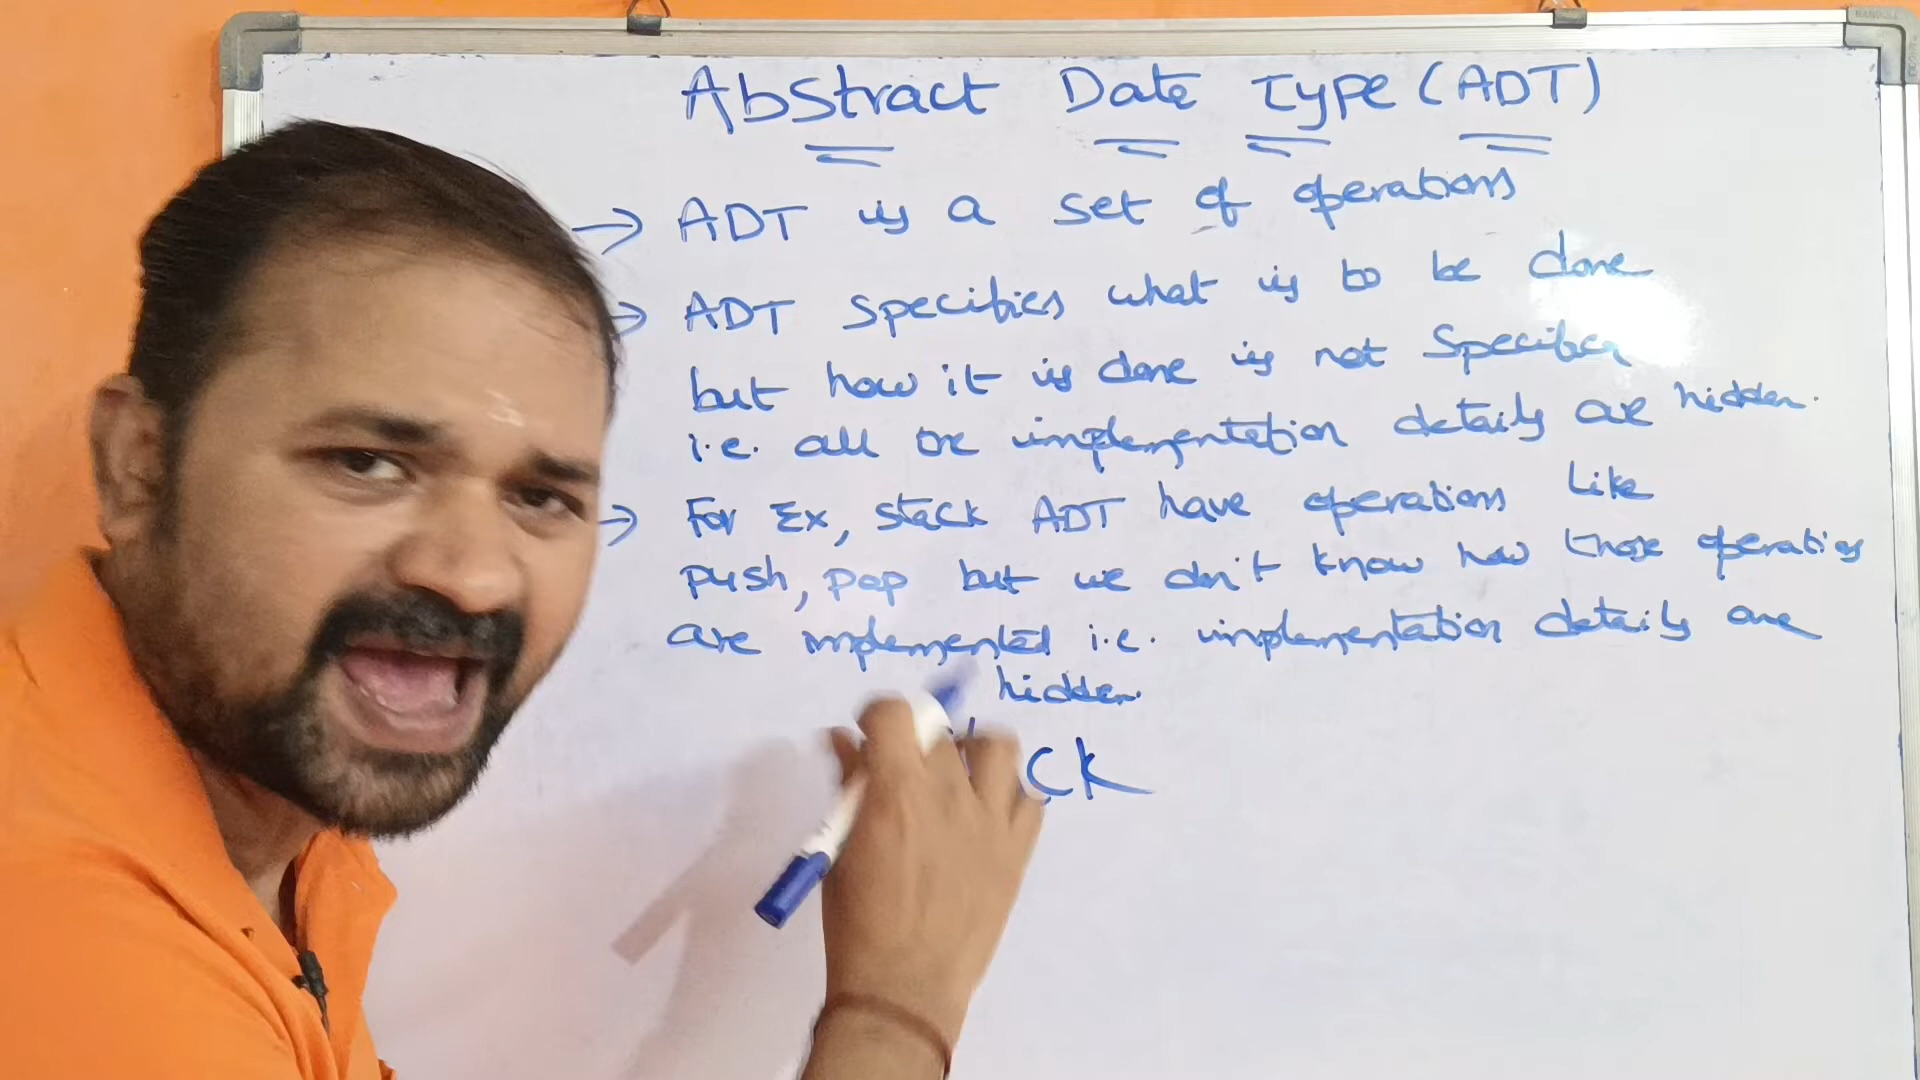 Abstract Date Type (ADT)
→ ADT is a set of operations
→ ADT specifies what is to be done
but how it is done is not specifies
i.e. all the implementation details are hidden.
→ For Ex, stack ADT have operations like
push, pop but we don't know how those operations
are implemented i.e. implementation details are
hidden.
ck